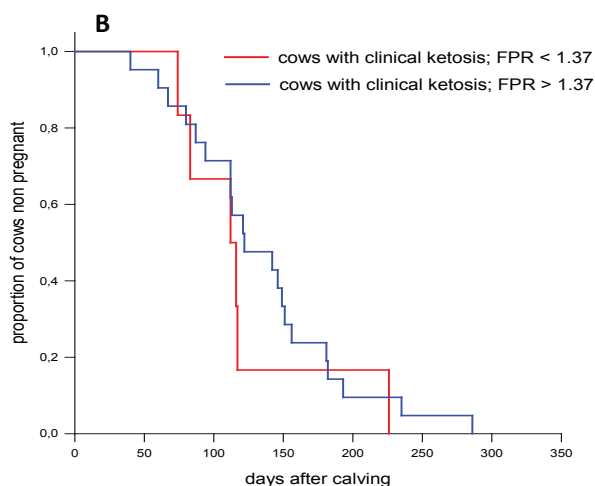 B
cows with clinical ketosis; FPR < 1.37
cows with clinical ketosis; FPR > 1.37
proportion of cows non pregnant
1,0
0,8
0,6
0,4
0,2
0,0
0 50 100 150 200 250 300 350
days after calving